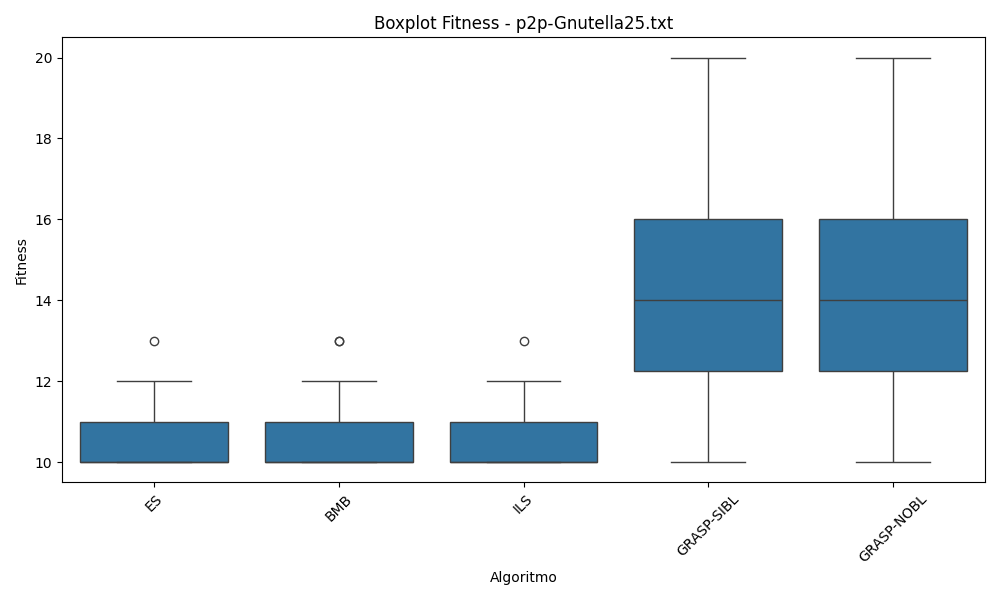 Boxplot Fitness - p2p-Gnutella25.txt
Fitness
20
18
16
14
12
10
ES
BMB
ILS
GRASP-SIBL
GRASP-NOBL
Algoritmo